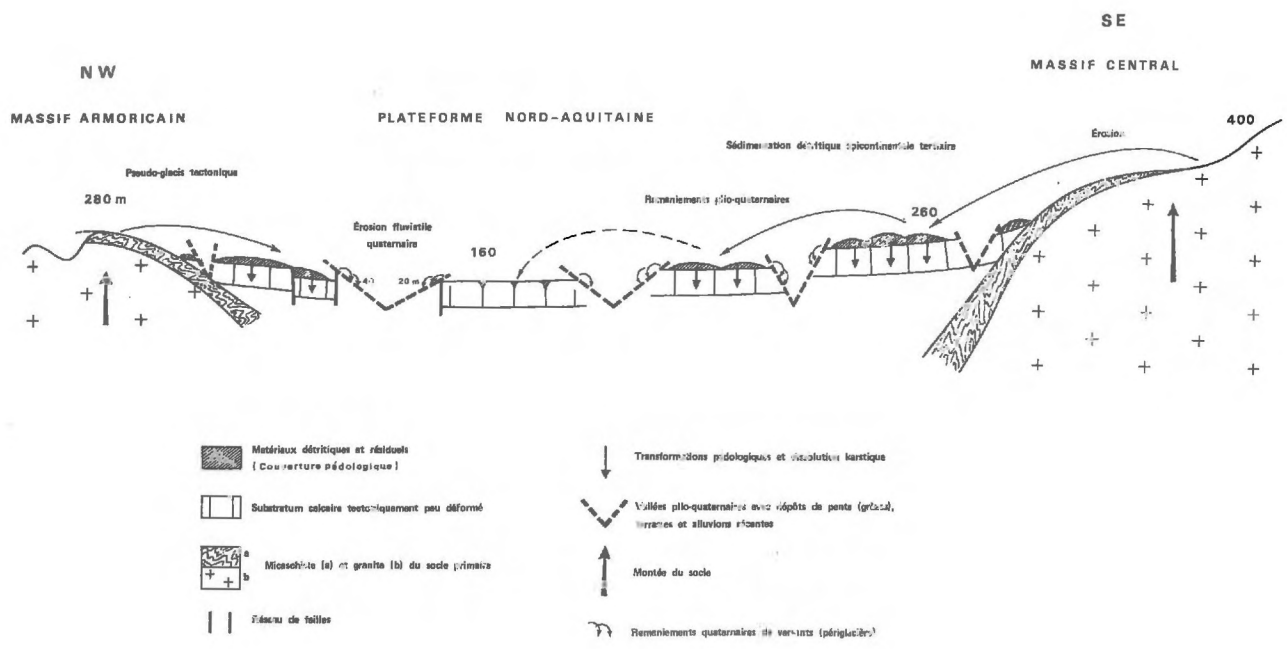 SE
NW
MASSIF CENTRAL
MASSIF ARMORICAIN
PLATEFORME NORD-AQUITAINE
400
Érosion
Sédimentation détritique épicontinentale tertiaire
Pseudo-glacis tectonique
280 m
Remaniements plio-quaternaires
260
Érosion fluviatile
quaternaire
160
40
20 m
Matériaux détritiques et résiduels
(Couverture pédologique)
Substratum calcaire tectoniquement peu déformé
a
b
Micaschiste (a) et granite (b) du socle primaire
Réseau de failles
Transformations pédologiques et dissolution karstique
Vallées plio-quaternaires avec dépôts de pente (grèzes),
terrasses et alluvions récentes
Montée du socle
Remaniements quaternaires de versants (périglacière)